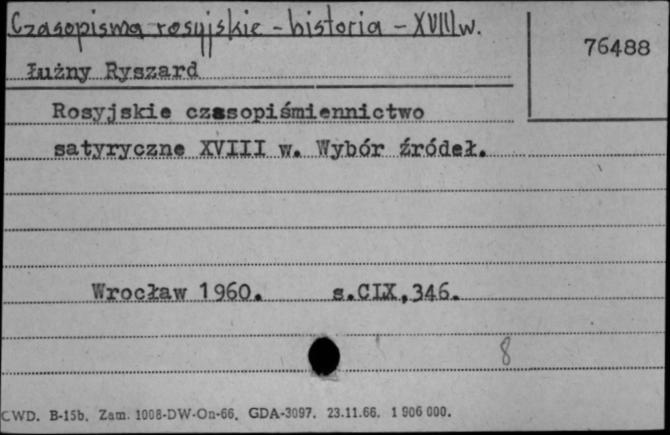 Czasopisma rosyjskie - historia - XVIII w.
76488
Łużny Ryszard
Rosyjskie czasopiśmiennictwo
satyryczne XVIII w. Wybór źródeł.
Wrocław 1960. s.CIX,346.
8
CWD. B-15b. Zam. 1008-DW-On-66. GDA-3097. 23.11.66. 1 906 000.